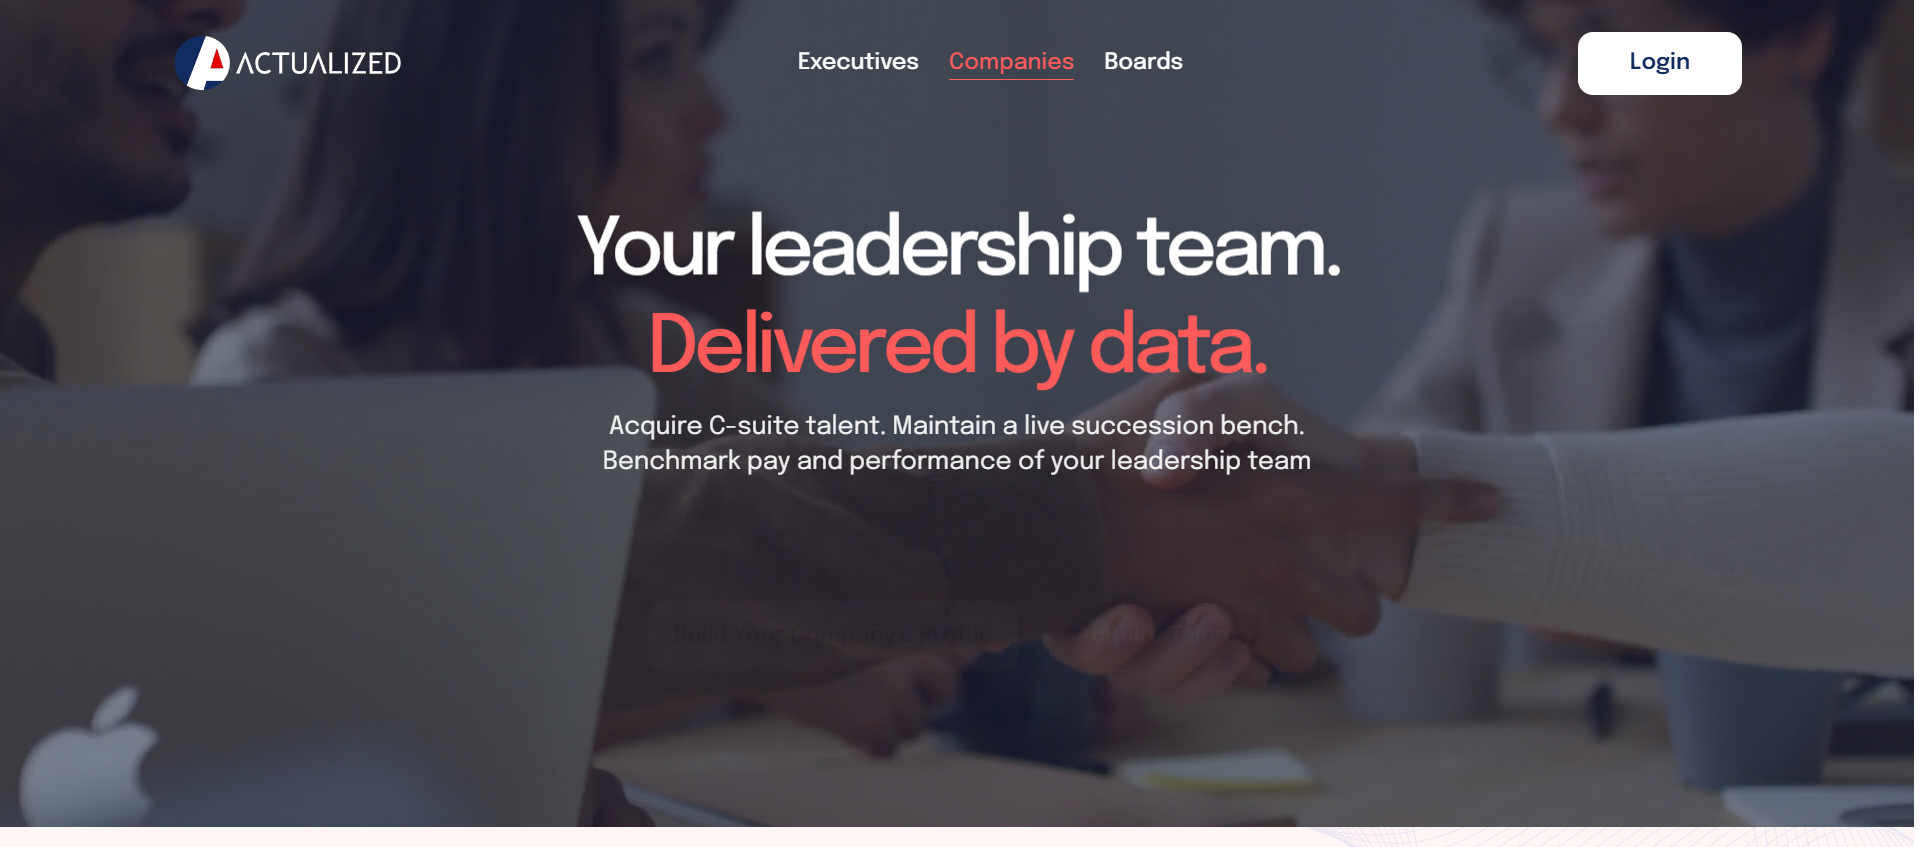 ACTUALIZED
Executives Companies Boards
Login
Your leadership team.
Delivered by data.
Acquire C-suite talent. Maintain a live succession bench.
Benchmark pay and performance of your leadership team
Build Your Company's Profile
Acquire Talent